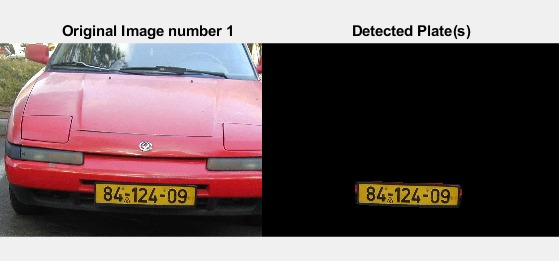 Original Image number 1
Detected Plate(s)
84-124-09
84-124-09